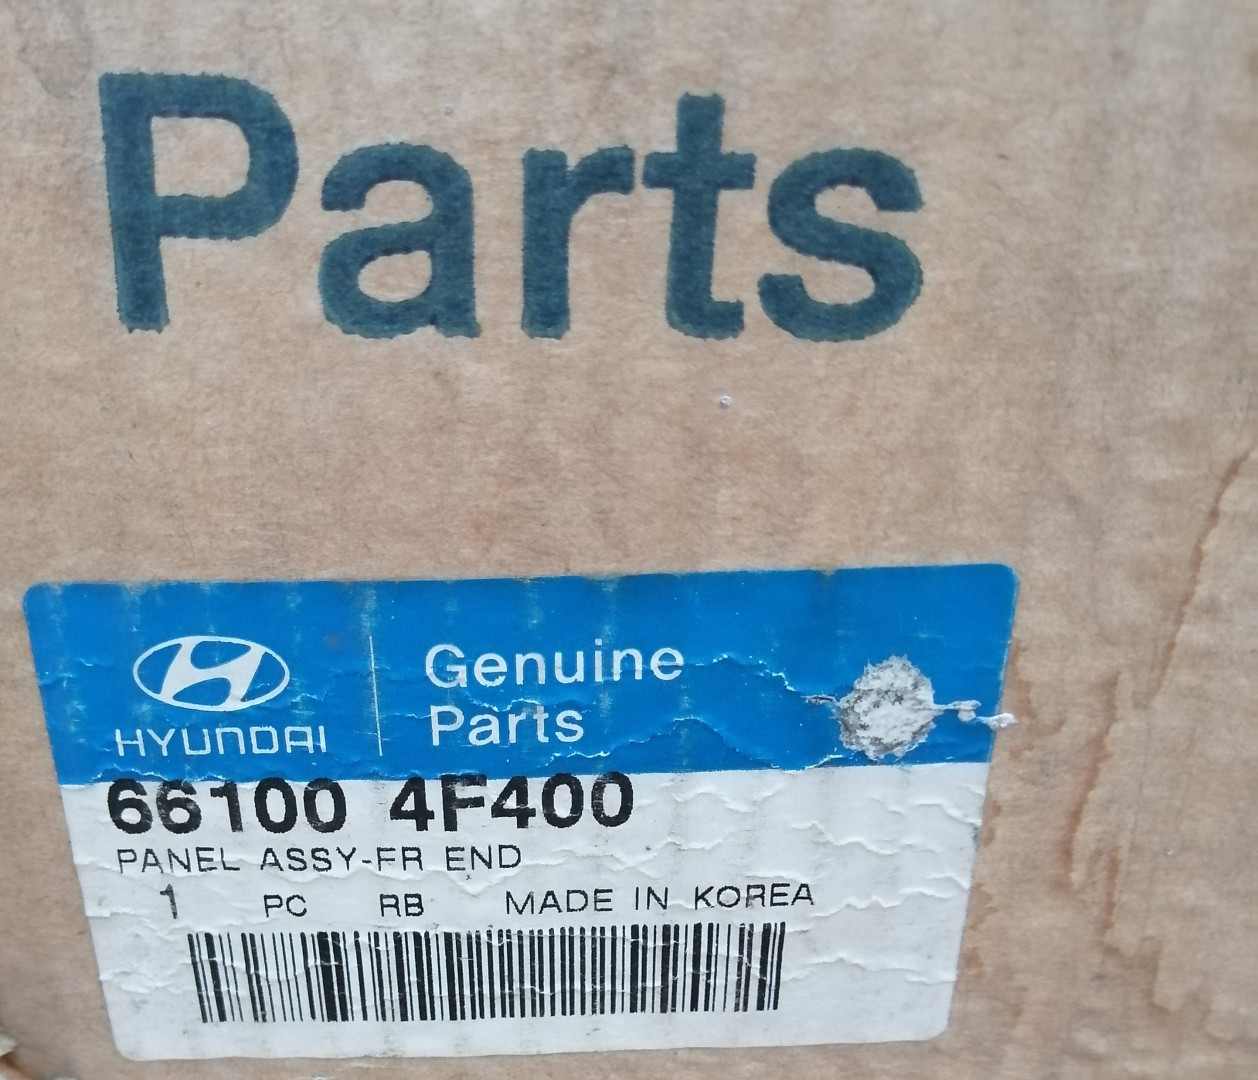 Parts
HYUNDAI
Genuine
Parts
66100 4F400
PANEL ASSY-FR END
1 PC RB MADE IN KOREA